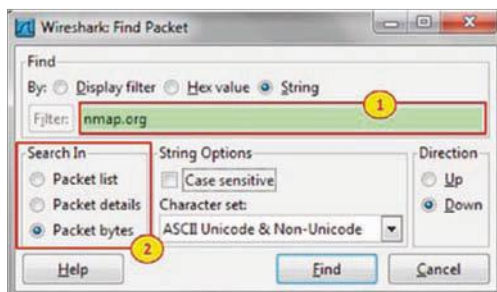 Wireshark: Find Packet
Find
By: Display filter Hex value String
1
Filter: nmap.org
Search In String Options Direction
Packet list Case sensitive Up
Packet details Character set: Down
Packet bytes ASCII Unicode & Non-Unicode
2
Help Find Cancel